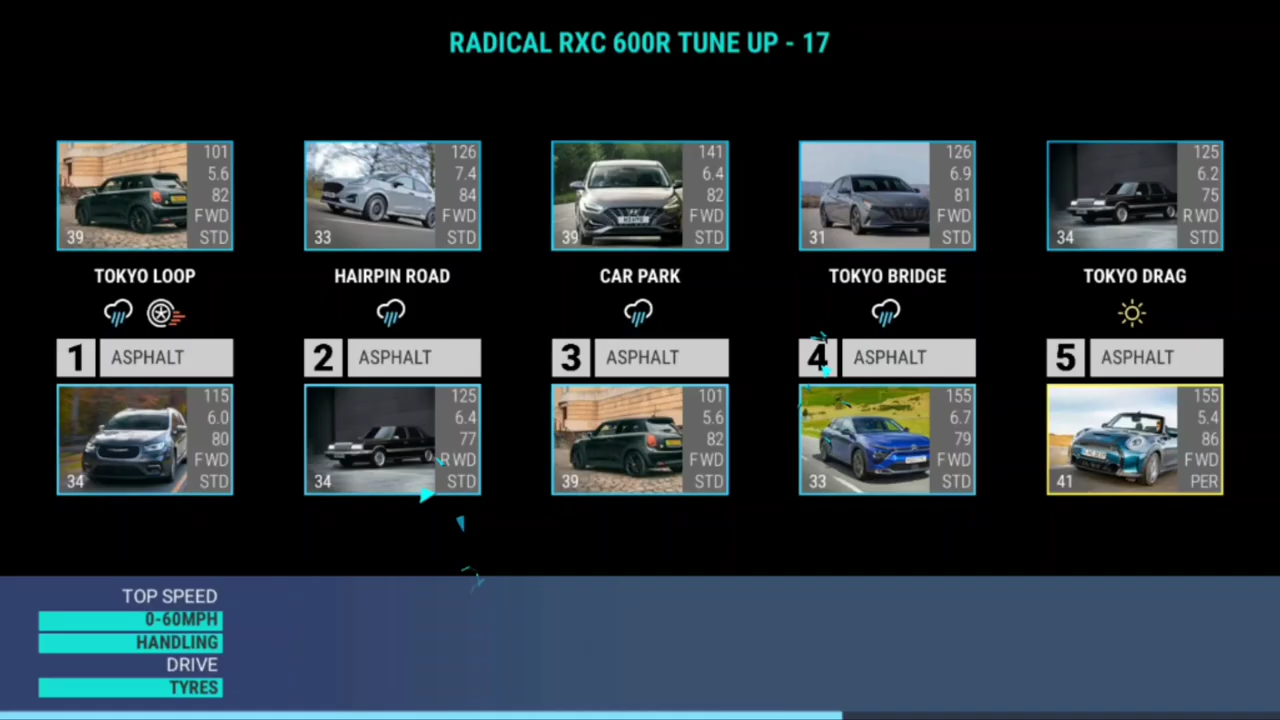 RADICAL RXC 600R TUNE UP - 17
101
5.6
82
FWD
39 STD
126
7.4
84
FWD
33 STD
141
6.4
82
FWD
39 STD
126
6.9
81
FWD
31 STD
125
6.2
75
RWD
34 STD
TOKYO LOOP
HAIRPIN ROAD
CAR PARK
TOKYO BRIDGE
TOKYO DRAG
1 ASPHALT
2 ASPHALT
3 ASPHALT
4 ASPHALT
5 ASPHALT
115
6.0
80
FWD
34 STD
125
6.4
77
RWD
34 STD
101
5.6
82
FWD
39 STD
155
6.7
79
FWD
33 STD
155
5.4
86
FWD
41 PER
TOP SPEED
0-60MPH
HANDLING
DRIVE
TYRES